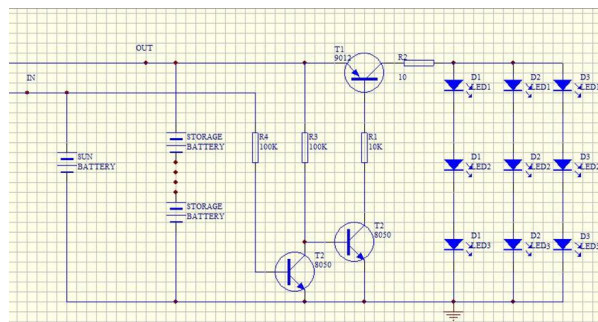 OUT
IN
T1
9012
R2
10
D1
LED1
D2
LED1
D3
LED1
SUN
BATTERY
STORAGE
BATTERY
R4
100K
R3
100K
R1
10K
D1
LED2
D2
LED2
D3
LED2
STORAGE
BATTERY
T2
8050
T2
8050
D1
LED3
D2
LED3
D3
LED3